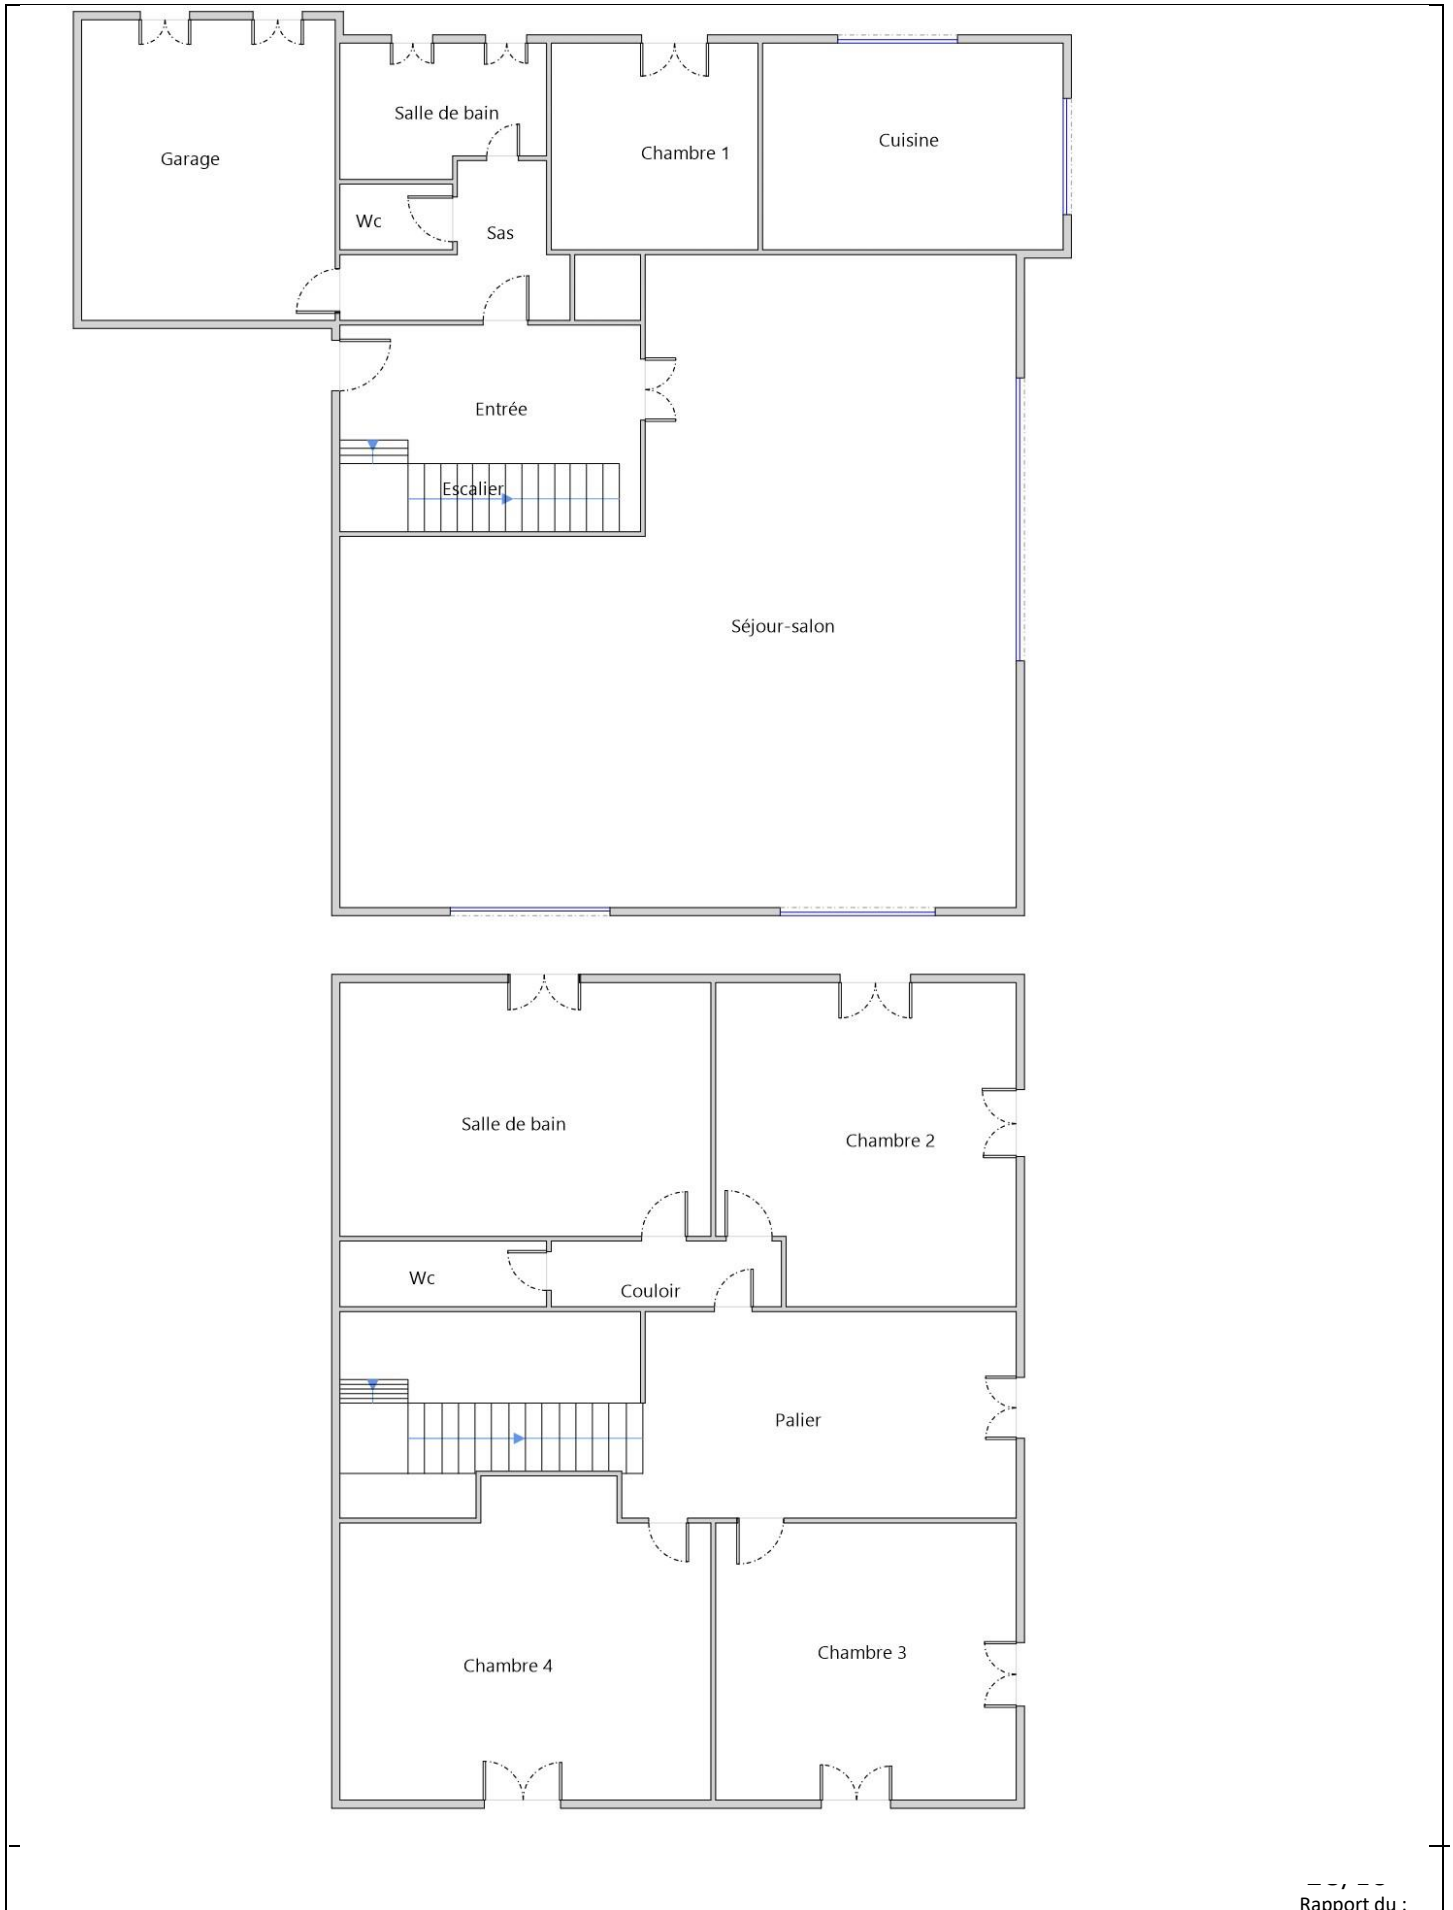 Garage
Salle de bain
Chambre 1
Cuisine
Wc
Sas
Entrée
Escalier
Séjour-salon
Salle de bain
Chambre 2
Wc
Couloir
Palier
Chambre 4
Chambre 3
Rapport du :